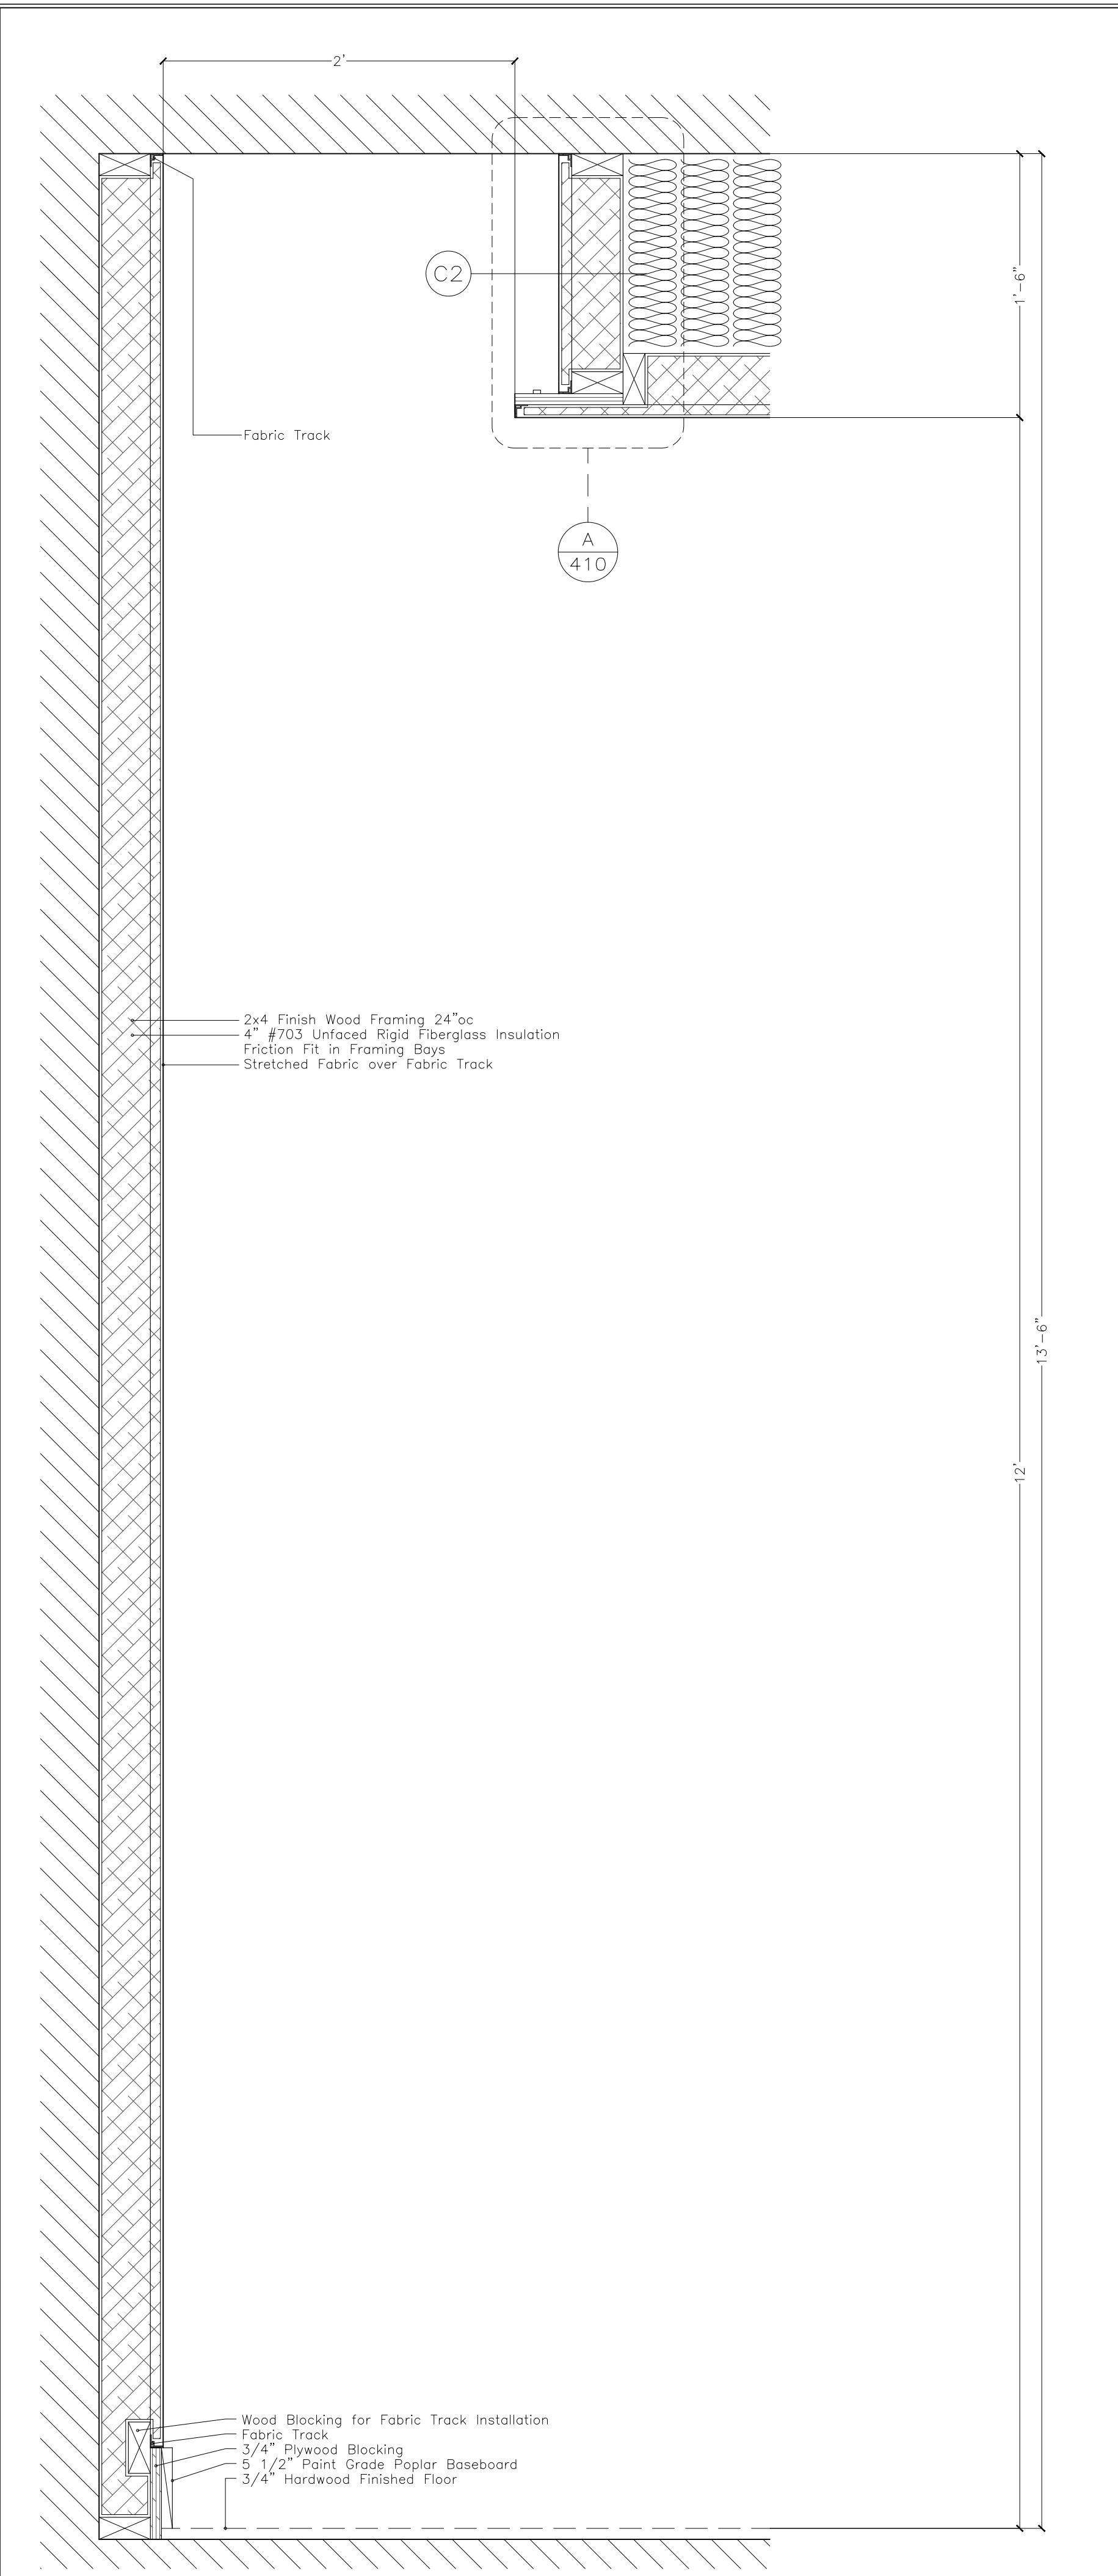 2'
C2
1'-6"
Fabric Track
A
410
2x4 Finish Wood Framing 24"oc
4" #703 Unfaced Rigid Fiberglass Insulation
Friction Fit in Framing Bays
Stretched Fabric over Fabric Track
13'-6"
12'
Wood Blocking for Fabric Track Installation
Fabric Track
3/4" Plywood Blocking
5 1/2" Paint Grade Poplar Baseboard
3/4" Hardwood Finished Floor